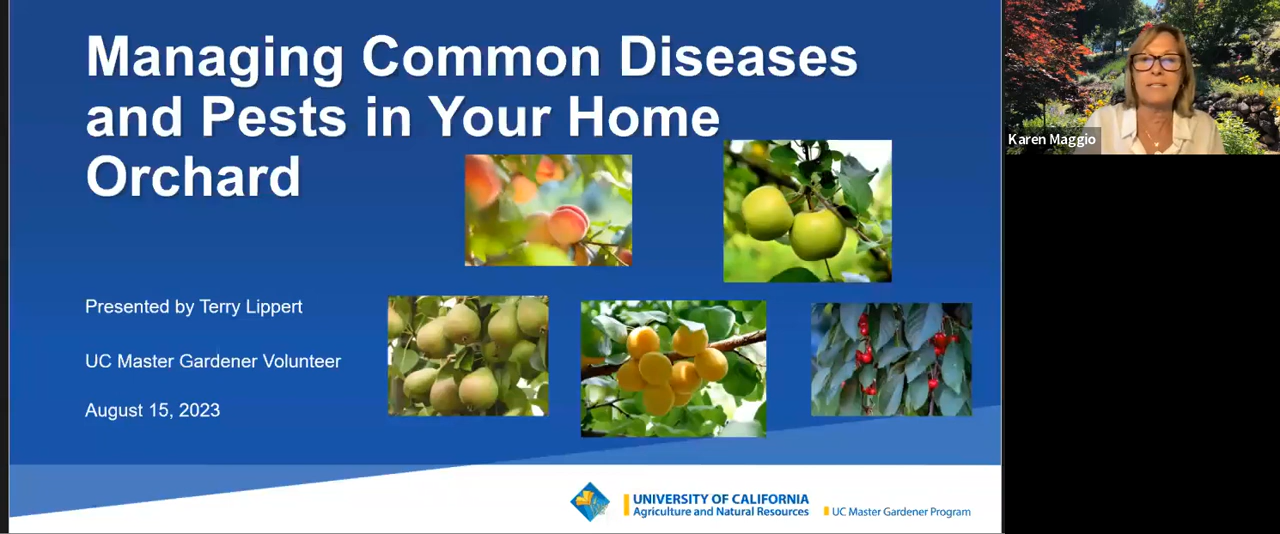 Managing Common Diseases
and Pests in Your Home
Orchard
Karen Maggio
Presented by Terry Lippert
UC Master Gardener Volunteer
August 15, 2023
UNIVERSITY OF CALIFORNIA
Agriculture and Natural Resources
UC Master Gardener Program